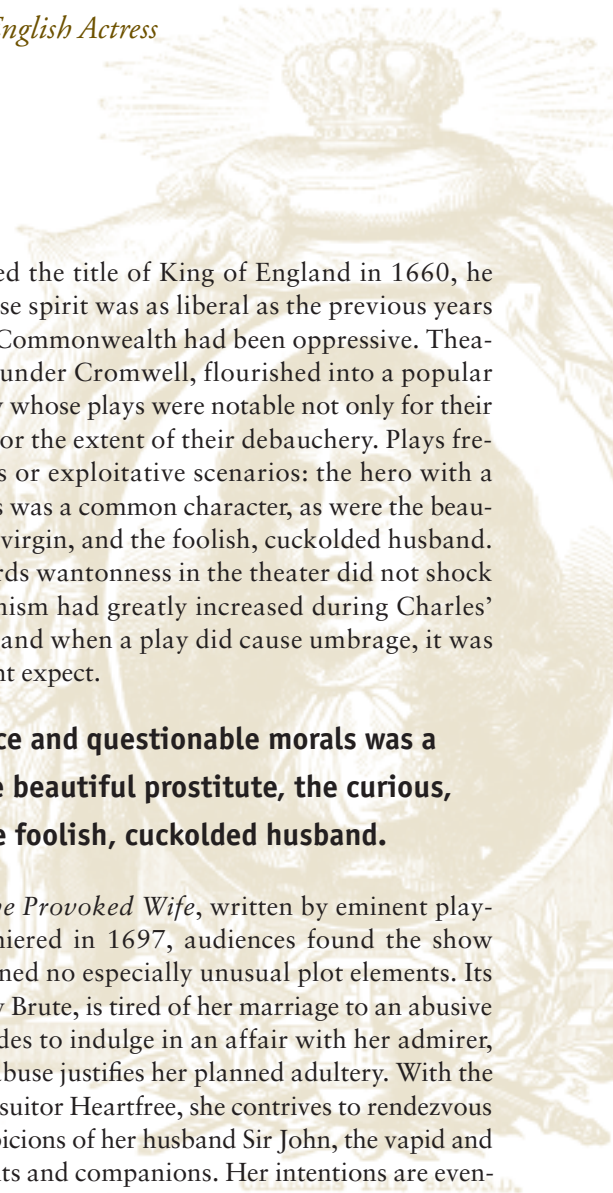 English Actress
ed the title of King of England in 1660, he
se spirit was as liberal as the previous years
Commonwealth had been oppressive. Thea-
under Cromwell, flourished into a popular
y whose plays were notable not only for their
or the extent of their debauchery. Plays fre-
s or exploitative scenarios: the hero with a
s was a common character, as were the beau-
virgin, and the foolish, cuckolded husband.
rds wantonness in the theater did not shock
nism had greatly increased during Charles’
and when a play did cause umbrage, it was
nt expect.
ce and questionable morals was a
e beautiful prostitute, the curious,
e foolish, cuckolded husband.
he Provoked Wife, written by eminent play-
niered in 1697, audiences found the show
ned no especially unusual plot elements. Its
y Brute, is tired of her marriage to an abusive
des to indulge in an affair with her admirer,
abuse justifies her planned adultery. With the
suitor Heartfree, she contrives to rendezvous
picions of her husband Sir John, the vapid and
nts and companions. Her intentions are even-
CHARLES THE SECOND.